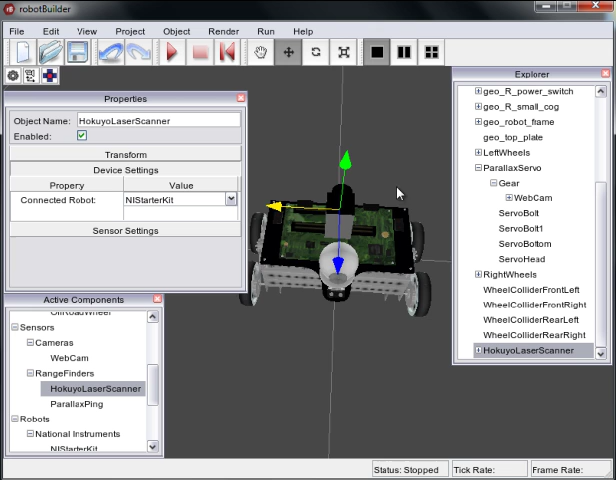 robotBuilder
File Edit View Project Object Render Run Help
Properties
Object Name: HokuyoLaserScanner
Enabled:
Transform
Device Settings
Property Value
Connected Robot: NIStarterKit
Sensor Settings
Active Components
OffRoadWheel
Sensors
Cameras
WebCam
RangeFinders
HokuyoLaserScanner
ParallaxPing
Robots
National Instruments
NIStarterKit
Explorer
geo_R_power_switch
geo_R_small_cog
geo_robot_frame
geo_top_plate
LeftWheels
ParallaxServo
Gear
WebCam
ServoBolt
ServoBolt1
ServoBottom
ServoHead
RightWheels
WheelColliderFrontLeft
WheelColliderFrontRight
WheelColliderRearLeft
WheelColliderRearRight
HokuyoLaserScanner
Status: Stopped Tick Rate: Frame Rate: